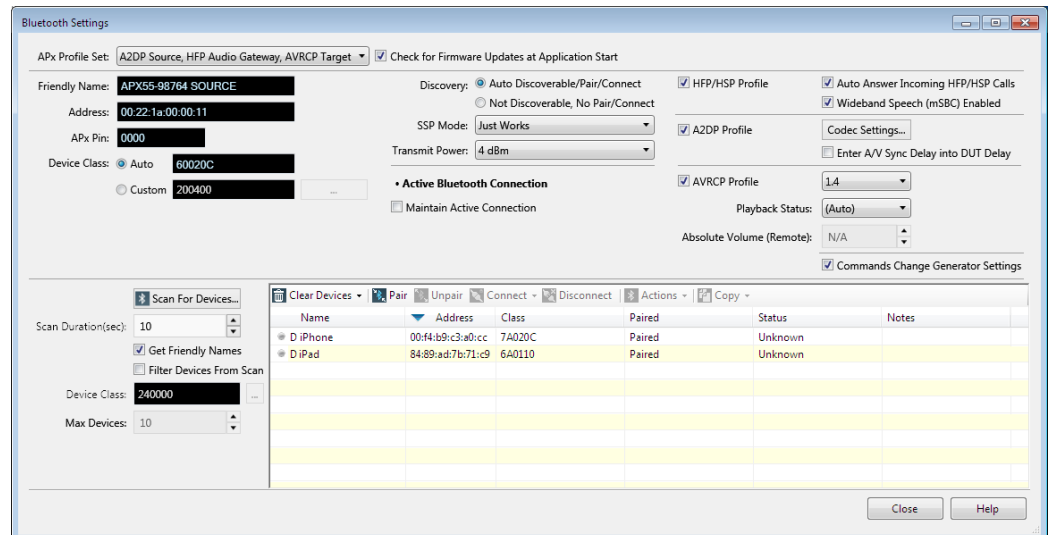 Bluetooth Settings
APx Profile Set: A2DP Source, HFP Audio Gateway, AVRCP Target Check for Firmware Updates at Application Start
Friendly Name: APX55-98764 SOURCE
Address: 00:22:1a:00:00:11
APx Pin: 0000
Device Class: Auto 60020C
Custom 200400 ...
Discovery: Auto Discoverable/Pair/Connect
Not Discoverable, No Pair/Connect
SSP Mode: Just Works
Transmit Power: 4 dBm
• Active Bluetooth Connection
Maintain Active Connection
HFP/HSP Profile Auto Answer Incoming HFP/HSP Calls
Wideband Speech (mSBC) Enabled
A2DP Profile Codec Settings...
Enter A/V Sync Delay into DUT Delay
AVRCP Profile 1.4
Playback Status: (Auto)
Absolute Volume (Remote): N/A
Commands Change Generator Settings
Scan For Devices...
Scan Duration(sec): 10
Get Friendly Names
Filter Devices From Scan
Device Class: 240000 ...
Max Devices: 10
Clear Devices Pair Unpair Connect Disconnect Actions Copy
Name Address Class Paired Status Notes
D iPhone 00:f4:b9:c3:a0:cc 7A020C Paired Unknown
D iPad 84:89:ad:7b:71:c9 6A0110 Paired Unknown
Close Help